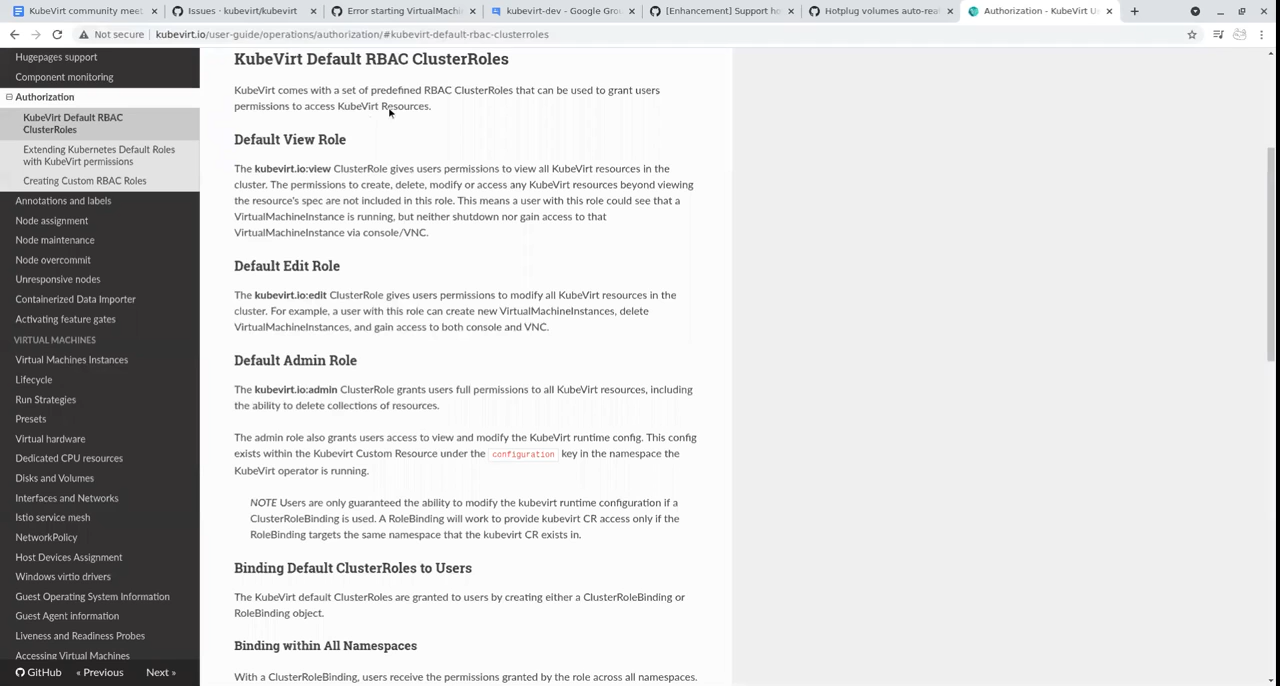 KubeVirt community meet
Issues · kubevirt/kubevirt
Error starting VirtualMachin
kubevirt-dev - Google Grou
[Enhancement] Support ho
Hotplug volumes auto-rea
Authorization - KubeVirt U
Not secure
kubevirt.io/user-guide/operations/authorization/#kubevirt-default-rbac-clusterroles
Hugepages support
Component monitoring
Authorization
KubeVirt Default RBAC
ClusterRoles
Extending Kubernetes Default Roles
with KubeVirt permissions
Creating Custom RBAC Roles
Annotations and labels
Node assignment
Node maintenance
Node overcommit
Unresponsive nodes
Containerized Data Importer
Activating feature gates
VIRTUAL MACHINES
Virtual Machines Instances
Lifecycle
Run Strategies
Presets
Virtual hardware
Dedicated CPU resources
Disks and Volumes
Interfaces and Networks
Istio service mesh
NetworkPolicy
Host Devices Assignment
Windows virtio drivers
Guest Operating System Information
Guest Agent information
Liveness and Readiness Probes
Accessing Virtual Machines
GitHub
« Previous
Next »
KubeVirt Default RBAC ClusterRoles
KubeVirt comes with a set of predefined RBAC ClusterRoles that can be used to grant users
permissions to access KubeVirt Resources.
Default View Role
The kubevirt.io:view ClusterRole gives users permissions to view all KubeVirt resources in the
cluster. The permissions to create, delete, modify or access any KubeVirt resources beyond viewing
the resource's spec are not included in this role. This means a user with this role could see that a
VirtualMachineInstance is running, but neither shutdown nor gain access to that
VirtualMachineInstance via console/VNC.
Default Edit Role
The kubevirt.io:edit ClusterRole gives users permissions to modify all KubeVirt resources in the
cluster. For example, a user with this role can create new VirtualMachineInstances, delete
VirtualMachineInstances, and gain access to both console and VNC.
Default Admin Role
The kubevirt.io:admin ClusterRole grants users full permissions to all KubeVirt resources, including
the ability to delete collections of resources.
The admin role also grants users access to view and modify the KubeVirt runtime config. This config
exists within the Kubevirt Custom Resource under the configuration key in the namespace the
KubeVirt operator is running.
NOTE Users are only guaranteed the ability to modify the kubevirt runtime configuration if a
ClusterRoleBinding is used. A RoleBinding will work to provide kubevirt CR access only if the
RoleBinding targets the same namespace that the kubevirt CR exists in.
Binding Default ClusterRoles to Users
The KubeVirt default ClusterRoles are granted to users by creating either a ClusterRoleBinding or
RoleBinding object.
Binding within All Namespaces
With a ClusterRoleBinding, users receive the permissions granted by the role across all namespaces.